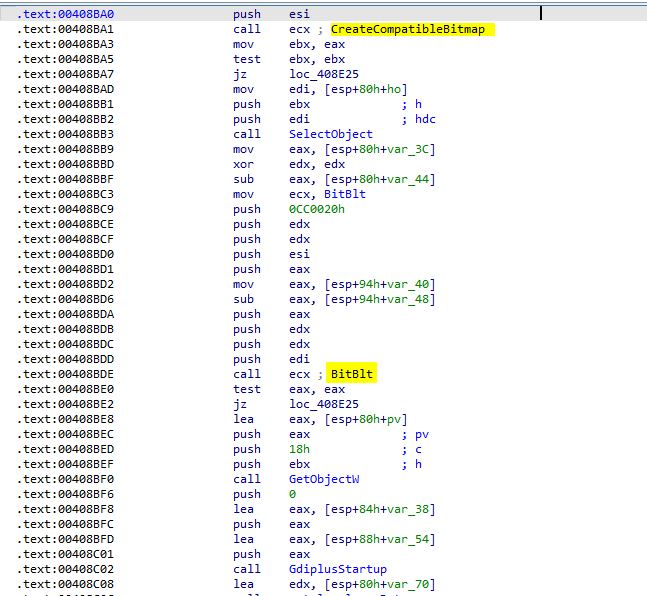 .text:00408BA0 push esi
.text:00408BA1 call ecx ; CreateCompatibleBitmap
.text:00408BA3 mov ebx, eax
.text:00408BA5 test ebx, ebx
.text:00408BA7 jz loc_408E25
.text:00408BAD mov edi, [esp+80h+ho]
.text:00408BB1 push ebx ; h
.text:00408BB2 push edi ; hdc
.text:00408BB3 call SelectObject
.text:00408BB9 mov eax, [esp+80h+var_3C]
.text:00408BBD xor edx, edx
.text:00408BBF sub eax, [esp+80h+var_44]
.text:00408BC3 mov ecx, BitBlt
.text:00408BC9 push 0CC0020h
.text:00408BCE push edx
.text:00408BCF push edx
.text:00408BD0 push esi
.text:00408BD1 push eax
.text:00408BD2 mov eax, [esp+94h+var_40]
.text:00408BD6 sub eax, [esp+94h+var_48]
.text:00408BDA push eax
.text:00408BDB push edx
.text:00408BDC push edx
.text:00408BDD push edi
.text:00408BDE call ecx ; BitBlt
.text:00408BE0 test eax, eax
.text:00408BE2 jz loc_408E25
.text:00408BE8 lea eax, [esp+80h+pv]
.text:00408BEC push eax ; pv
.text:00408BED push 18h ; c
.text:00408BEF push ebx ; h
.text:00408BF0 call GetObjectW
.text:00408BF6 push 0
.text:00408BF8 lea eax, [esp+84h+var_38]
.text:00408BFC push eax
.text:00408BFD lea eax, [esp+88h+var_54]
.text:00408C01 push eax
.text:00408C02 call GdiplusStartup
.text:00408C08 lea edx, [esp+80h+var_70]